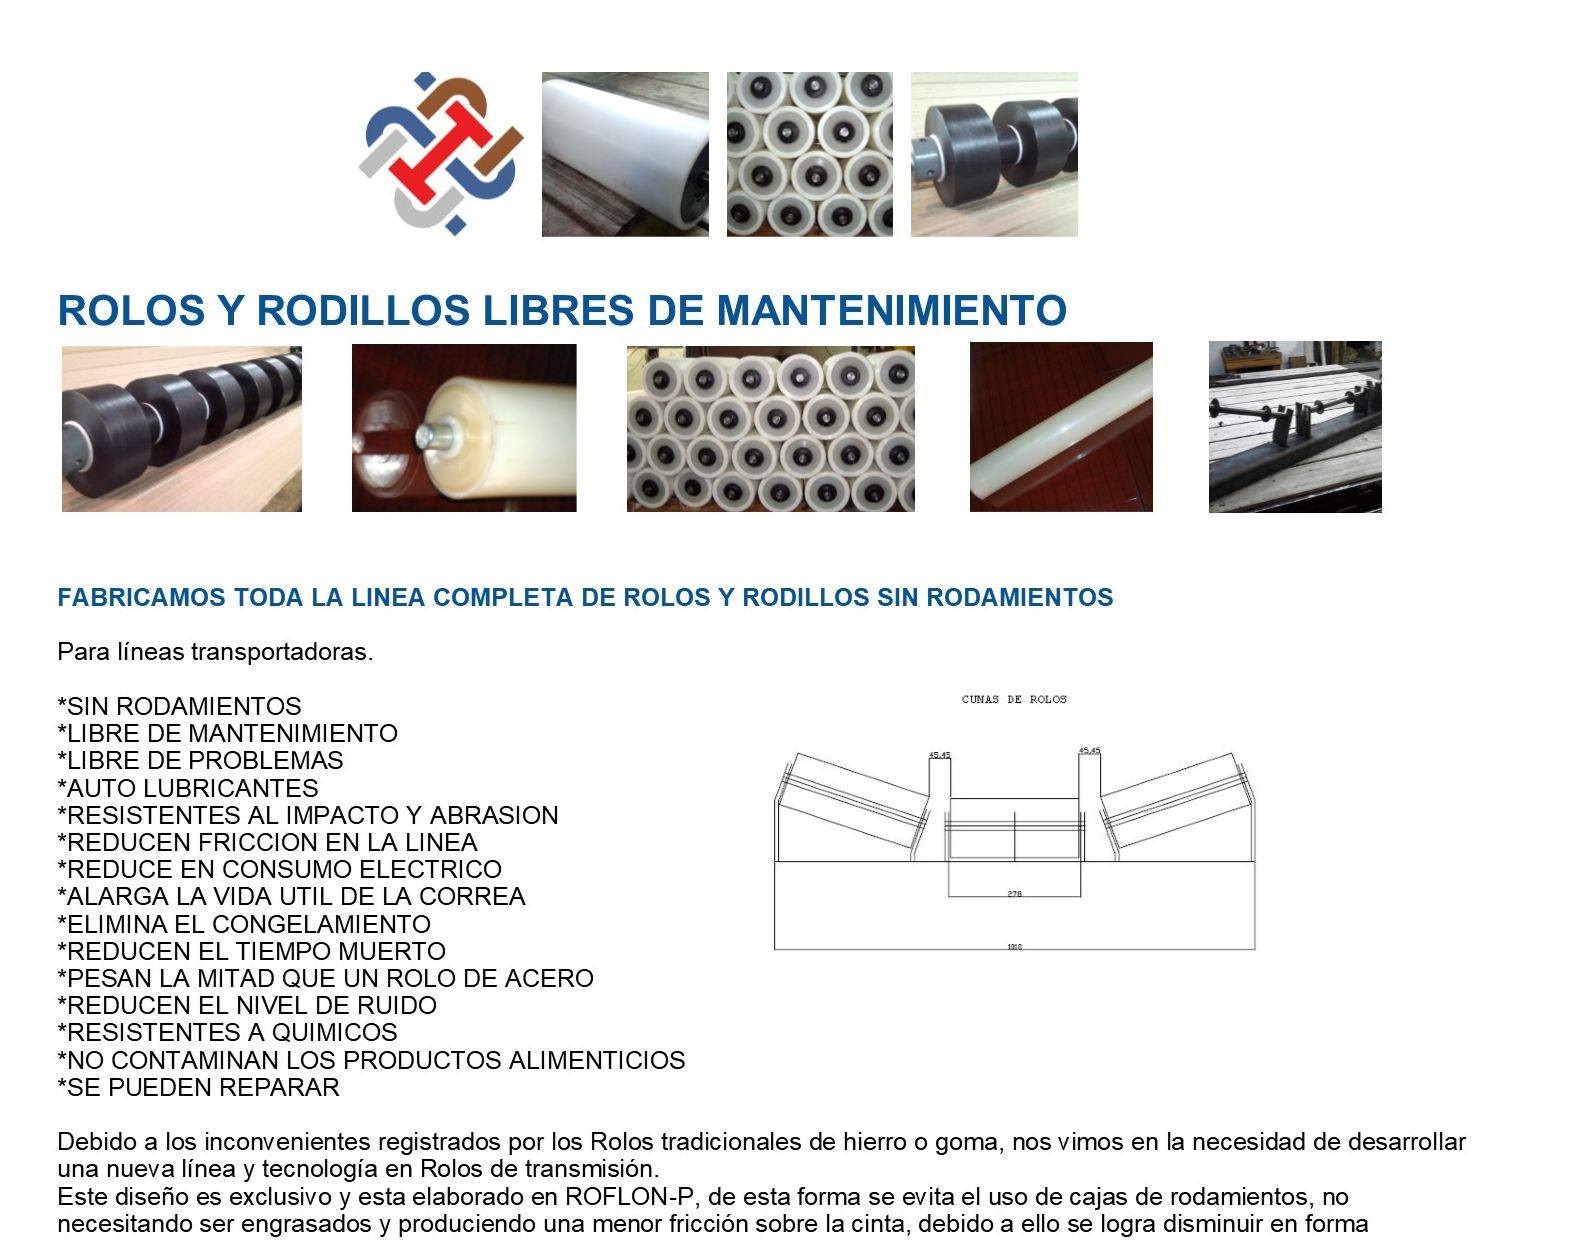 ROLOS Y RODILLOS LIBRES DE MANTENIMIENTO
FABRICAMOS TODA LA LINEA COMPLETA DE ROLOS Y RODILLOS SIN RODAMIENTOS
Para líneas transportadoras.
*SIN RODAMIENTOS
*LIBRE DE MANTENIMIENTO
*LIBRE DE PROBLEMAS
*AUTO LUBRICANTES
*RESISTENTES AL IMPACTO Y ABRASION
*REDUCEN FRICCION EN LA LINEA
*REDUCE EN CONSUMO ELECTRICO
*ALARGA LA VIDA UTIL DE LA CORREA
*ELIMINA EL CONGELAMIENTO
*REDUCEN EL TIEMPO MUERTO
*PESAN LA MITAD QUE UN ROLO DE ACERO
*REDUCEN EL NIVEL DE RUIDO
*RESISTENTES A QUIMICOS
*NO CONTAMINAN LOS PRODUCTOS ALIMENTICIOS
*SE PUEDEN REPARAR
CUNAS DE ROLOS
45,45
45,45
278
Debido a los inconvenientes registrados por los Rolos tradicionales de hierro o goma, nos vimos en la necesidad de desarrollar
una nueva línea y tecnología en Rolos de transmisión.
Este diseño es exclusivo y esta elaborado en ROFLON-P, de esta forma se evita el uso de cajas de rodamientos, no
necesitando ser engrasados y produciendo una menor fricción sobre la cinta, debido a ello se logra disminuir en forma